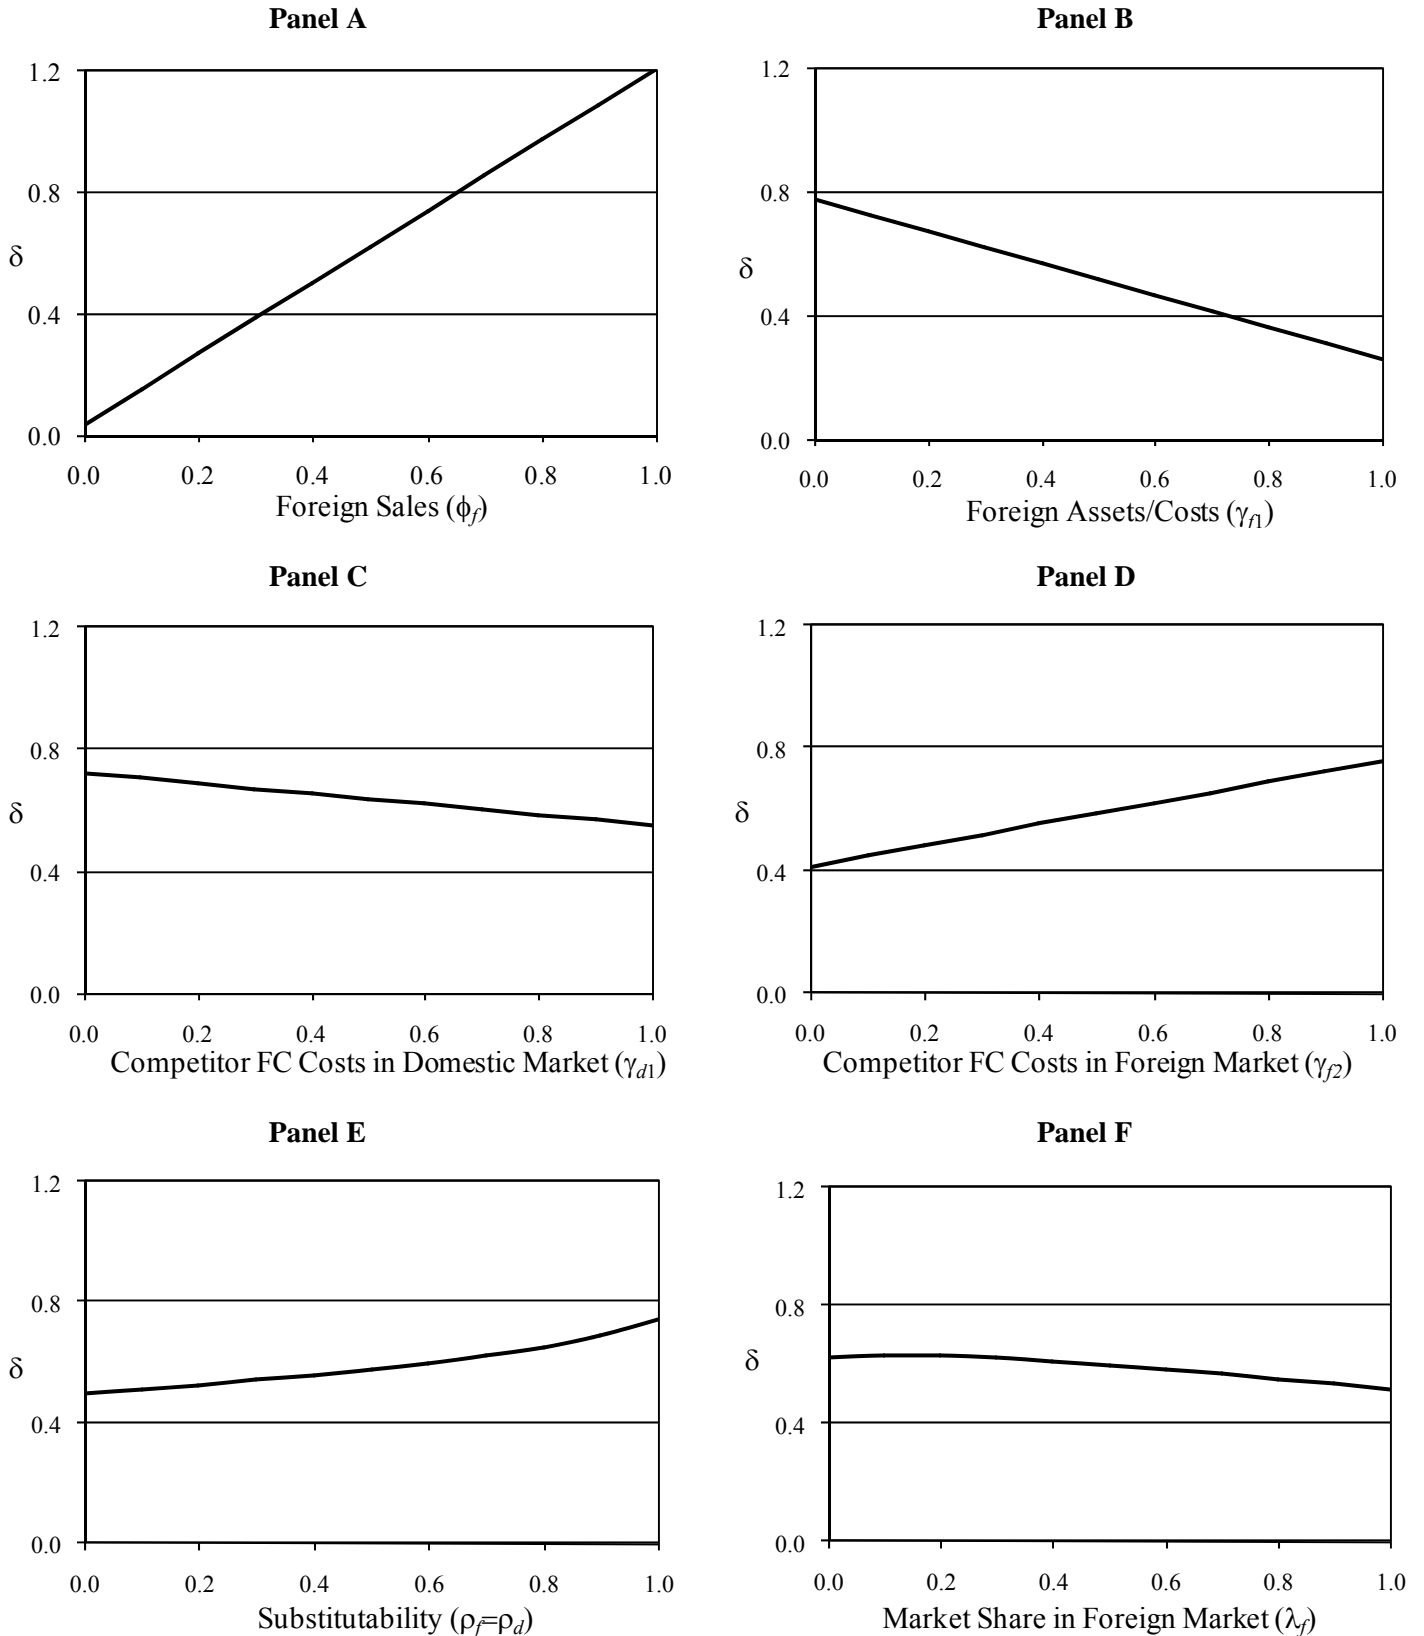 Panel A
1.2
0.8
δ
0.4
0.0
0.0 0.2 0.4 0.6 0.8 1.0
Foreign Sales (ϕf)
Panel B
1.2
0.8
δ
0.4
0.0
0.0 0.2 0.4 0.6 0.8 1.0
Foreign Assets/Costs (γf1)
Panel C
1.2
0.8
δ
0.4
0.0
0.0 0.2 0.4 0.6 0.8 1.0
Competitor FC Costs in Domestic Market (γd1)
Panel D
1.2
0.8
δ
0.4
0.0
0.0 0.2 0.4 0.6 0.8 1.0
Competitor FC Costs in Foreign Market (γf2)
Panel E
1.2
0.8
δ
0.4
0.0
0.0 0.2 0.4 0.6 0.8 1.0
Substitutability (ρf=ρd)
Panel F
1.2
0.8
δ
0.4
0.0
0.0 0.2 0.4 0.6 0.8 1.0
Market Share in Foreign Market (λf)